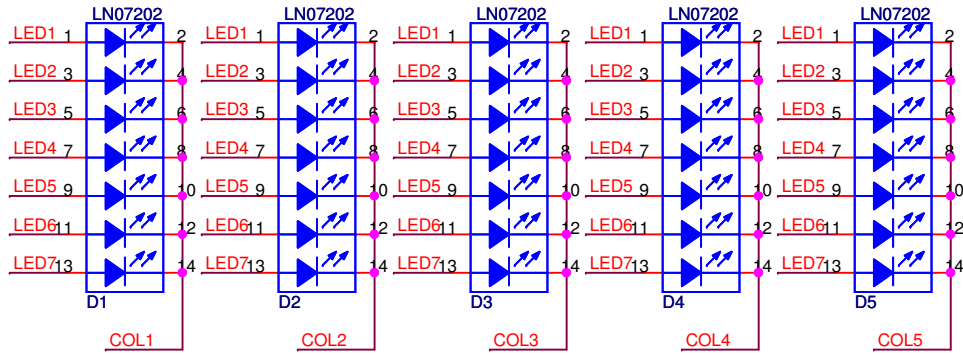 LN07202 LN07202 LN07202 LN07202 LN07202
LED1 1 2 LED1 1 2 LED1 1 2 LED1 1 2 LED1 1 2
LED2 3 4 LED2 3 4 LED2 3 4 LED2 3 4 LED2 3 4
LED3 5 6 LED3 5 6 LED3 5 6 LED3 5 6 LED3 5 6
LED4 7 8 LED4 7 8 LED4 7 8 LED4 7 8 LED4 7 8
LED5 9 10 LED5 9 10 LED5 9 10 LED5 9 10 LED5 9 10
LED6 11 12 LED6 11 12 LED6 11 12 LED6 11 12 LED6 11 12
LED7 13 14 LED7 13 14 LED7 13 14 LED7 13 14 LED7 13 14
D1 D2 D3 D4 D5
COL1 COL2 COL3 COL4 COL5